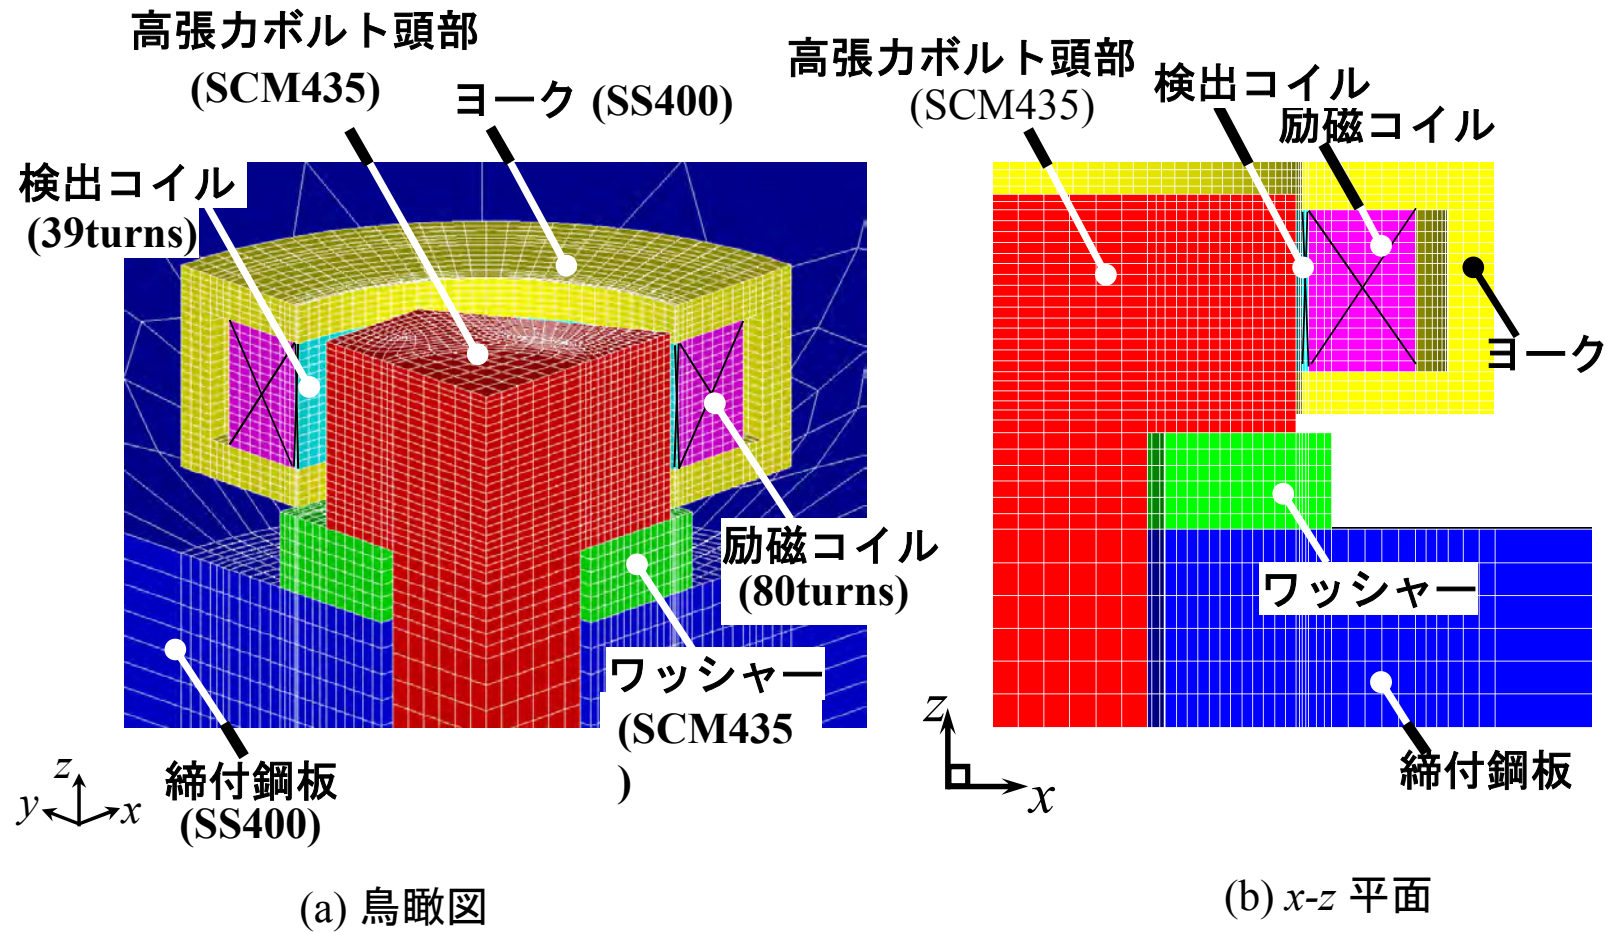 高張力ボルト頭部
(SCM435)
ヨーク (SS400)
検出コイル
(39turns)
励磁コイル
(80turns)
ワッシャー
(SCM435
)
締付鋼板
(SS400)
z
y
x
(a) 鳥瞰図
高張力ボルト頭部
(SCM435)
検出コイル
励磁コイル
ヨーク
ワッシャー
締付鋼板
z
x
(b) x-z 平面